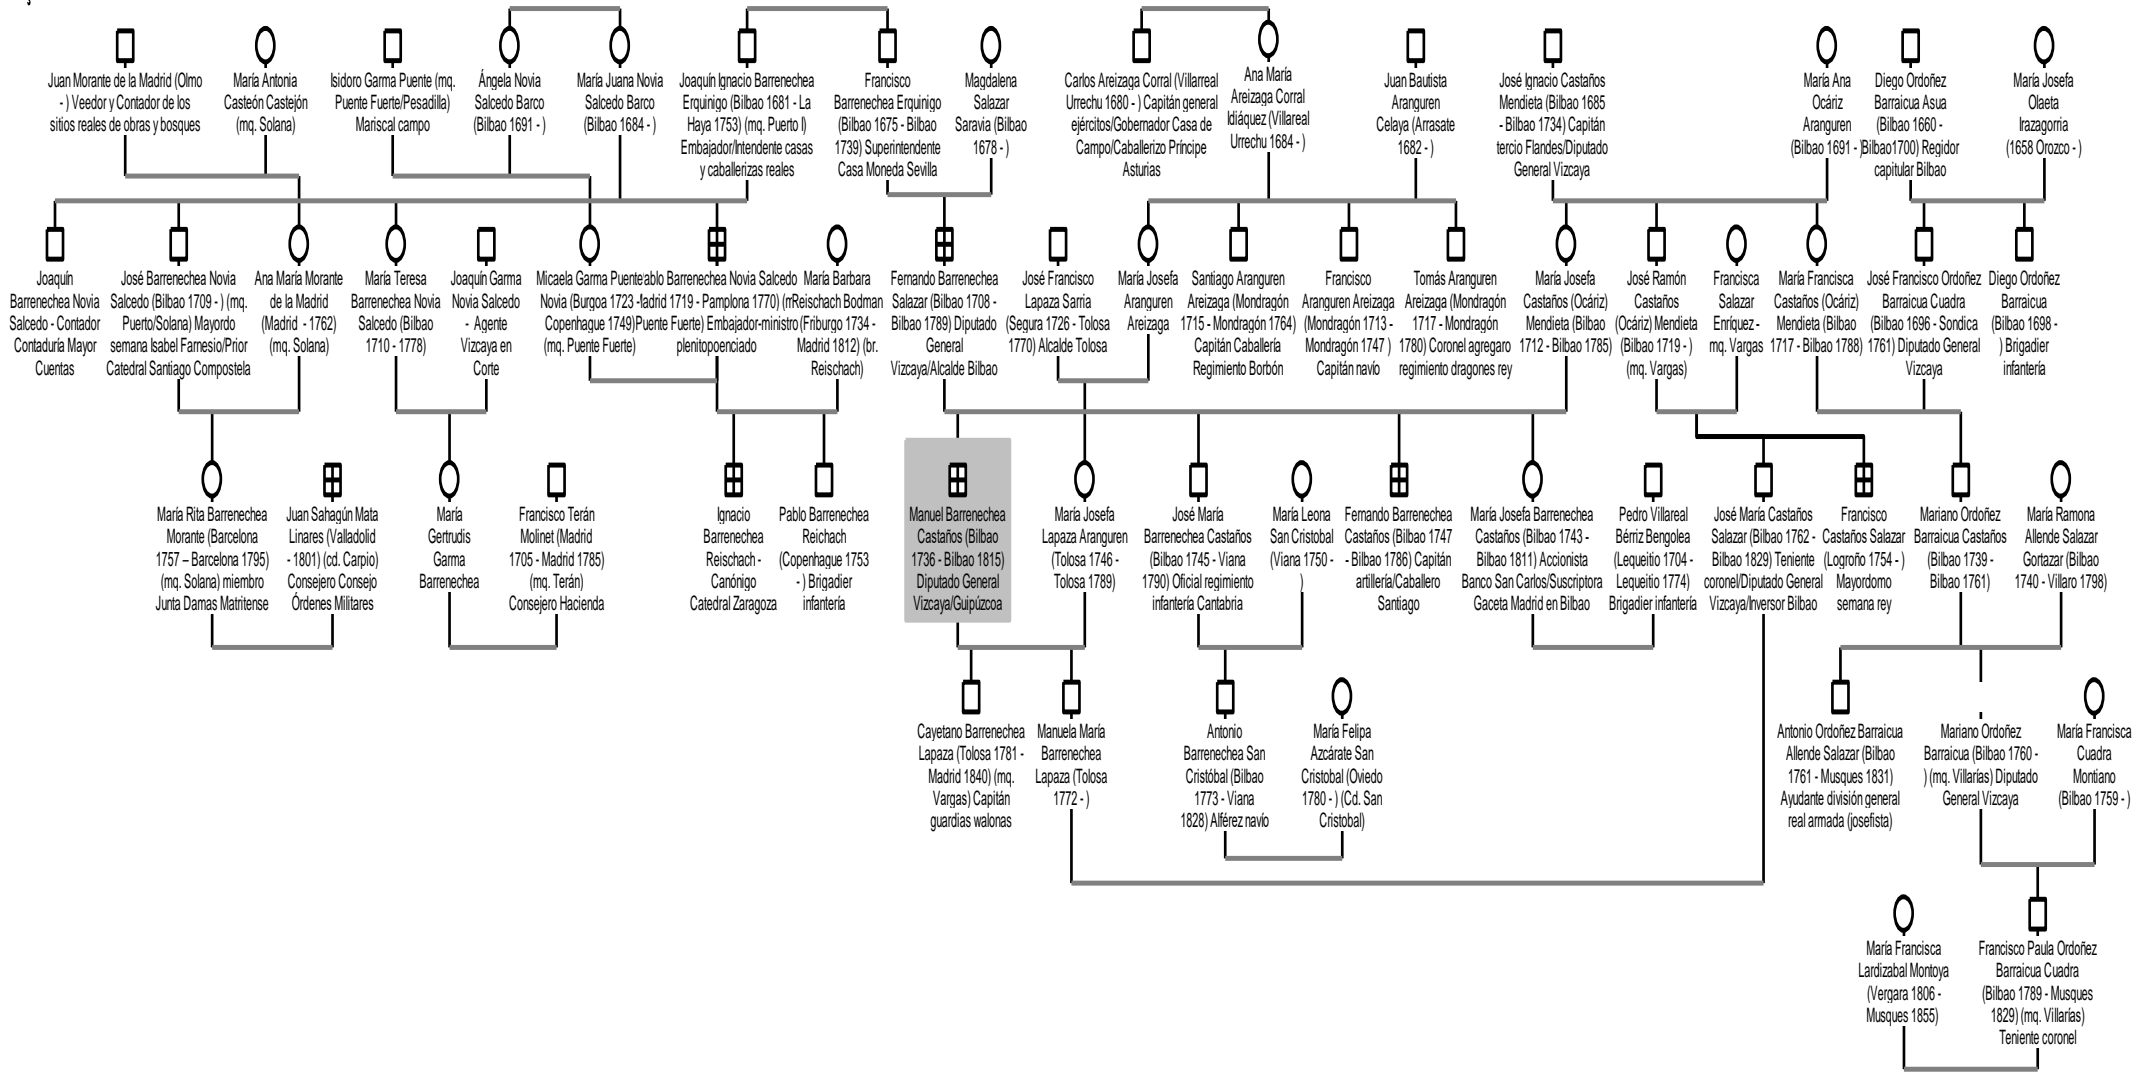 Juan Morante de la Madrid (Olmo
- ) Veedor y Contador de los
sitios reales de obras y bosques
María Antonia
Casteón Castejón
(mq. Solana)
Isidoro Garma Puente (mq.
Puente Fuerte/Pesadilla)
Mariscal campo
Ángela Novia
Salcedo Barco
(Bilbao 1691 - )
María Juana Novia
Salcedo Barco
(Bilbao 1684 - )
Joaquín Ignacio Barrenechea
Erquinigo (Bilbao 1681 - La
Haya 1753) (mq. Puerto I)
Embajador/Intendente casas
y caballerizas reales
Francisco
Barrenechea Erquinigo
(Bilbao 1675 - Bilbao
1739) Superintendente
Casa Moneda Sevilla
Magdalena
Salazar
Saravia (Bilbao
1678 - )
Carlos Areizaga Corral (Villarreal
Urrechu 1680 - ) Capitán general
ejércitos/Gobernador Casa de
Campo/Caballerizo Príncipe
Asturias
Ana María
Areizaga Corral
Idiáquez (Villareal
Urrechu 1684 - )
Juan Bautista
Aranguren
Celaya (Arrasate
1682 - )
José Ignacio Castaños
Mendieta (Bilbao 1685
- Bilbao 1734) Capitán
tercio Flandes/Diputado
General Vizcaya
María Ana
Ocáriz
Aranguren
(Bilbao 1691 - )
Diego Ordoñez
Barraicua Asua
(Bilbao 1660 -
Bilbao1700) Regidor
capitular Bilbao
María Josefa
Olaeta
Irazagorria
(1658 Orozco - )
Joaquín
Barrenechea Novia
Salcedo - Contador
Contaduría Mayor
Cuentas
José Barrenechea Novia
Salcedo (Bilbao 1709 - ) (mq.
Puerto/Solana) Mayordo
semana Isabel Farnesio/Prior
Catedral Santiago Compostela
Ana María Morante
de la Madrid
(Madrid - 1762)
(mq. Solana)
María Teresa
Barrenechea Novia
Salcedo (Bilbao
1710 - 1778)
Joaquín Garma
Novia Salcedo
- Agente
Vizcaya en
Corte
Micaela Garma Puente
Novia (Burgoa 1723 -
Copenhague 1749)
(mq. Puente Fuerte)
ablo Barrenechea Novia Salcedo
adrid 1719 - Pamplona 1770) (
Puente Fuerte) Embajador-ministro
plenitopoenciado
María Barbara
Reischach Bodman
(Friburgo 1734 -
Madrid 1812) (br.
Reischach)
Fernando Barrenechea
Salazar (Bilbao 1708 -
Bilbao 1789) Diputado
General
Vizcaya/Alcalde Bilbao
José Francisco
Lapaza Sarria
(Segura 1726 - Tolosa
1770) Alcalde Tolosa
María Josefa
Aranguren
Areizaga
Santiago Aranguren
Areizaga (Mondragón
1715 - Mondragón 1764)
Capitán Caballería
Regimiento Borbón
Francisco
Aranguren Areizaga
(Mondragón 1713 -
Mondragón 1747 )
Capitán navío
Tomás Aranguren
Areizaga (Mondragón
1717 - Mondragón
1780) Coronel agregaro
regimiento dragones rey
María Josefa
Castaños (Ocáriz)
Mendieta (Bilbao
1712 - Bilbao 1785)
José Ramón
Castaños
(Ocáriz) Mendieta
(Bilbao 1719 - )
(mq. Vargas)
Francisca
Salazar
Enríquez -
mq. Vargas
María Francisca
Castaños (Ocáriz)
Mendieta (Bilbao
1717 - Bilbao 1788)
José Francisco Ordoñez
Barraicua Cuadra
(Bilbao 1696 - Sondica
1761) Diputado General
Vizcaya
Diego Ordoñez
Barraicua
(Bilbao 1698 -
) Brigadier
infantería
María Rita Barrenechea
Morante (Barcelona
1757 – Barcelona 1795)
(mq. Solana) miembro
Junta Damas Matritense
Juan Sahagún Mata
Linares (Valladolid
- 1801) (cd. Carpio)
Consejero Consejo
Órdenes Militares
María
Gertrudis
Garma
Barrenechea
Francisco Terán
Molinet (Madrid
1705 - Madrid 1785)
(mq. Terán)
Consejero Hacienda
Ignacio
Barrenechea
Reischach -
Canónigo
Catedral Zaragoza
Pablo Barrenechea
Reichach
(Copenhague 1753
- ) Brigadier
infantería
Manuel Barrenechea
Castaños (Bilbao
1736 - Bilbao 1815)
Diputado General
Vizcaya/Guipúzcoa
María Josefa
Lapaza Aranguren
(Tolosa 1746 -
Tolosa 1789)
José María
Barrenechea Castaños
(Bilbao 1745 - Viana
1790) Oficial regimiento
infantería Cantabria
María Leona
San Cristobal
(Viana 1750 -
)
Fernando Barrenechea
Castaños (Bilbao 1747
- Bilbao 1786) Capitán
artillería/Caballero
Santiago
María Josefa Barrenechea
Castaños (Bilbao 1743 -
Bilbao 1811) Accionista
Banco San Carlos/Suscriptora
Gaceta Madrid en Bilbao
Pedro Villareal
Bérriz Bengolea
(Lequeitio 1704 -
Lequeitio 1774)
Brigadier infantería
José María Castaños
Salazar (Bilbao 1762 -
Bilbao 1829) Teniente
coronel/Diputado General
Vizcaya/Inversor Bilbao
Francisco
Castaños Salazar
(Logroño 1754 - )
Mayordomo
semana rey
Mariano Ordoñez
Barraicua Castaños
(Bilbao 1739 -
Bilbao 1761)
María Ramona
Allende Salazar
Gortazar (Bilbao
1740 - Villaro 1798)
Cayetano Barrenechea
Lapaza (Tolosa 1781 -
Madrid 1840) (mq.
Vargas) Capitán
guardias walonas
Manuela María
Barrenechea
Lapaza (Tolosa
1772 - )
Antonio
Barrenechea San
Cristóbal (Bilbao
1773 - Viana
1828) Alférez navío
María Felipa
Azcárate San
Cristobal (Oviedo
1780 - ) (Cd. San
Cristobal)
Antonio Ordoñez Barraicua
Allende Salazar (Bilbao
1761 - Musques 1831)
Ayudante división general
real armada (josefista)
Mariano Ordoñez
Barraicua (Bilbao 1760 -
) (mq. Villarías) Diputado
General Vizcaya
María Francisca
Cuadra
Montiano
(Bilbao 1759 - )
María Francisca
Lardizabal Montoya
(Vergara 1806 -
Musques 1855)
Francisco Paula Ordoñez
Barraicua Cuadra
(Bilbao 1789 - Musques
1829) (mq. Villarías)
Teniente coronel